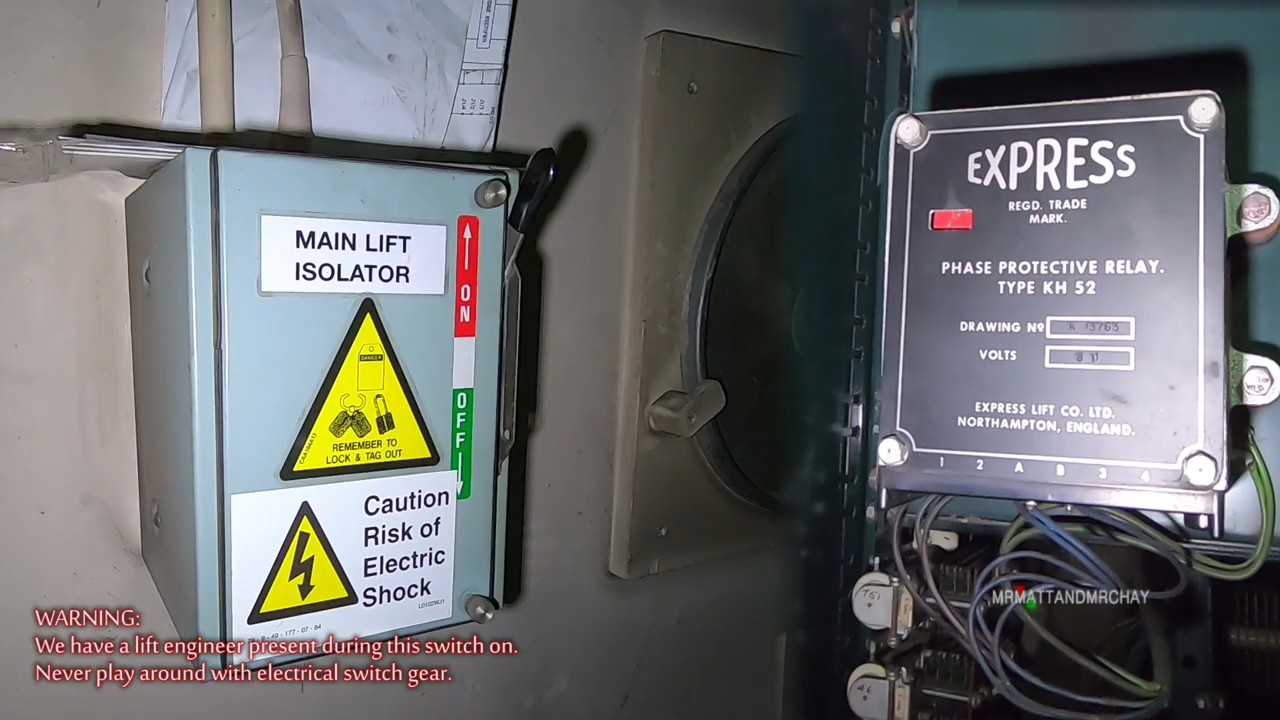 MAIN LIFT
ISOLATOR
ON
OFF
DANGER
REMEMBER TO
LOCK & TAG OUT
Caution
Risk of
Electric
Shock
WARNING:
We have a lift engineer present during this switch on.
Never play around with electrical switch gear.
EXPRESS
REGD. TRADE
MARK.
PHASE PROTECTIVE RELAY.
TYPE KH 52
DRAWING Nº 13763
VOLTS
EXPRESS LIFT CO. LTD.
NORTHAMPTON, ENGLAND.
1 2 A B 3 4
MRMATTANDMRCHAY